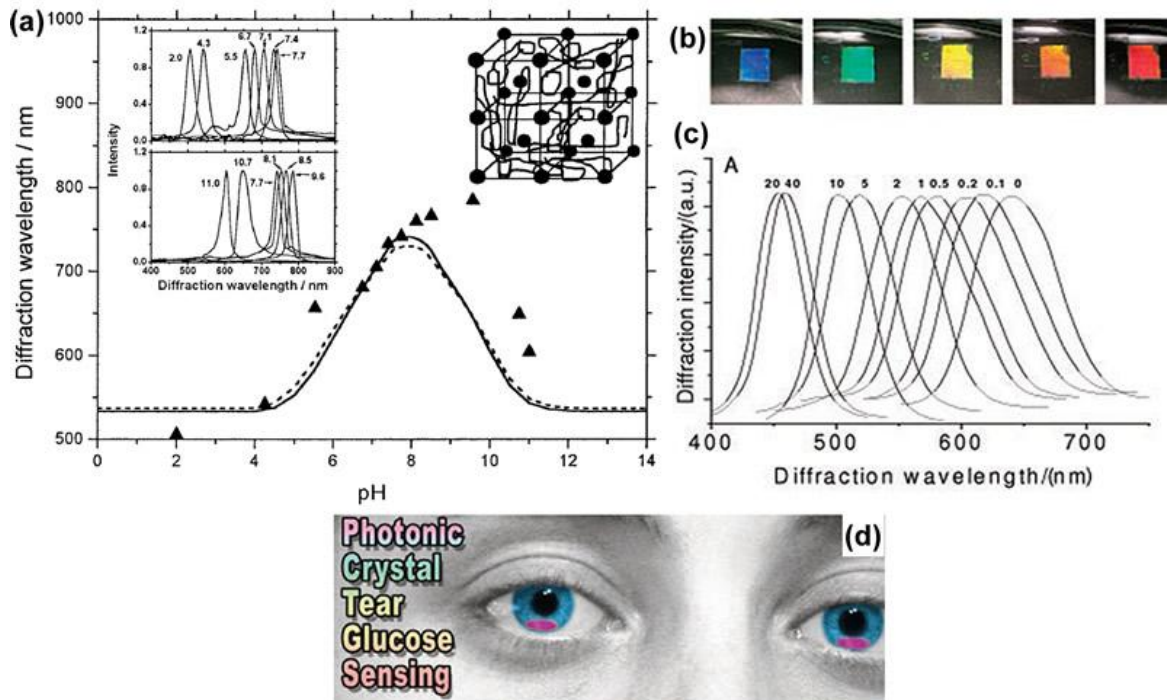 (a)
1000
900
800
700
600
500
Diffraction wavelength / nm
0 2 4 6 8 10 12 14
pH
1.2
0.8
0.4
0.0
2.0 4.3 5.5 6.7 7.1 7.4 7.7
Intensity
1.2
0.8
0.4
0.0
11.0 10.7 7.7 8.1 8.5 9.6
400 500 600 700 800 900
Diffraction wavelength / nm
(b)
(c)
A
20 40 10 5 2 1 0.5 0.2 0.1 0
Diffraction intensity/(a.u.)
400 500 600 700
Diffraction wavelength/(nm)
(d)
Photonic
Crystal
Tear
Glucose
Sensing